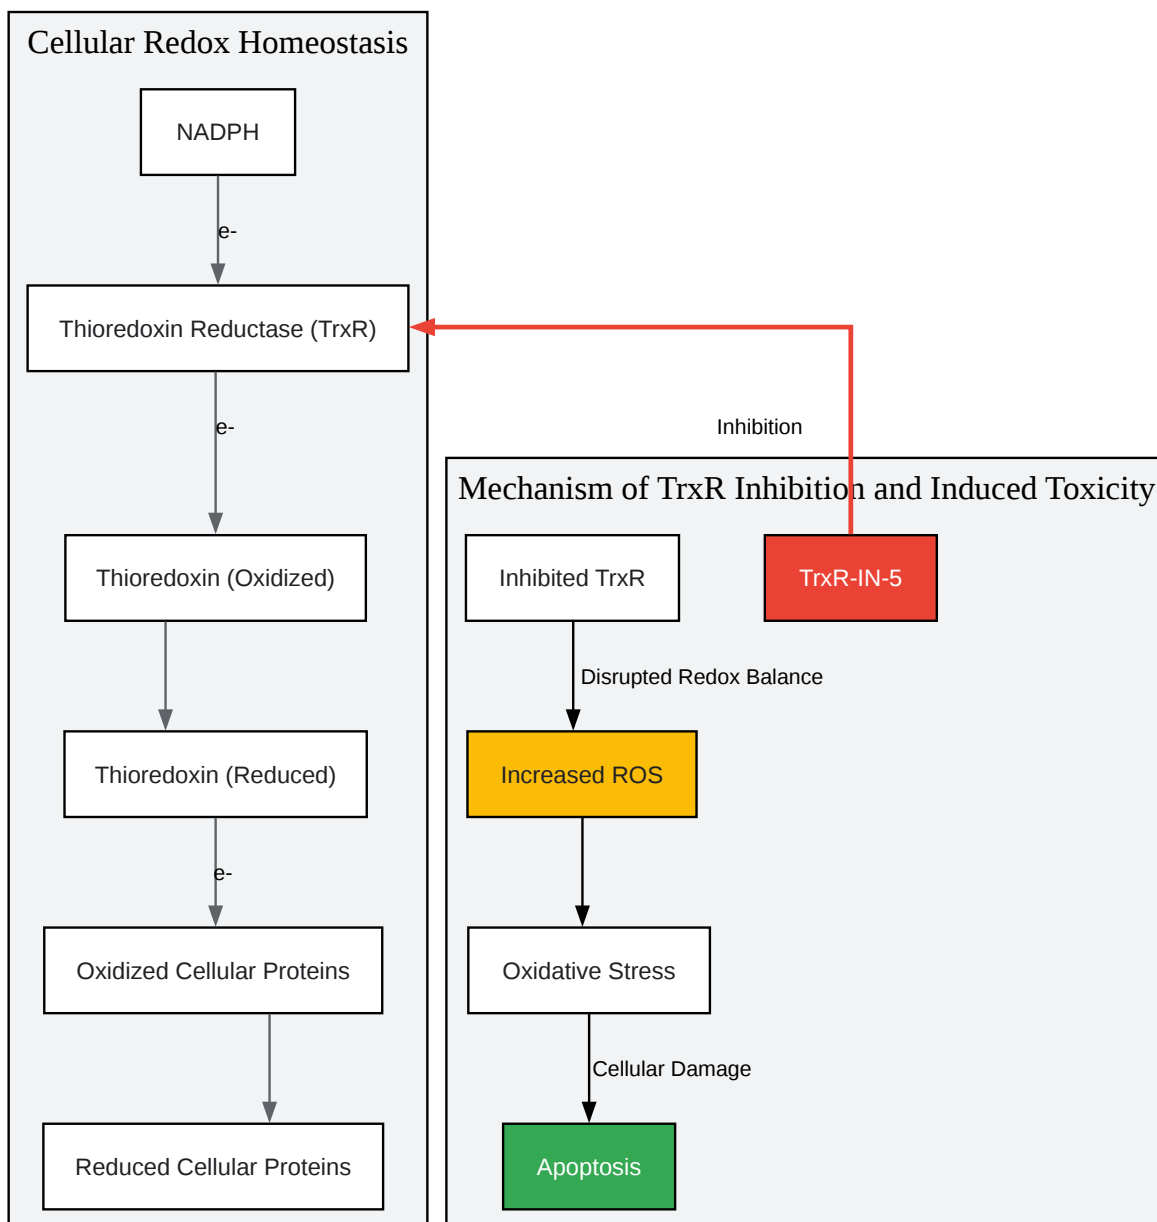 Cellular Redox Homeostasis
NADPH
e-
Thioredoxin Reductase (TrxR)
e-
Thioredoxin (Oxidized)
Thioredoxin (Reduced)
e-
Oxidized Cellular Proteins
Reduced Cellular Proteins
Inhibition
Mechanism of TrxR Inhibition and Induced Toxicity
Inhibited TrxR
TrxR-IN-5
Disrupted Redox Balance
Increased ROS
Oxidative Stress
Cellular Damage
Apoptosis